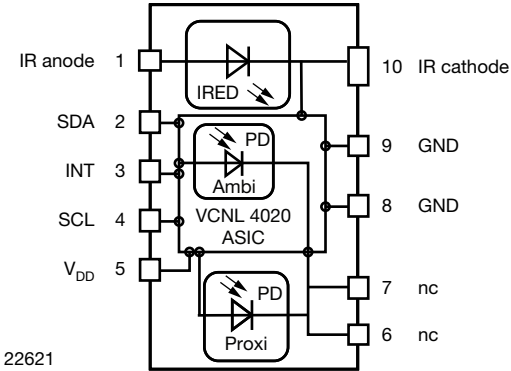 IR anode 1
10 IR cathode
IRED
SDA 2
PD
9 GND
INT 3
Ambi
SCL 4
VCNL 4020
ASIC
8 GND
VDD 5
PD
7 nc
Proxi
6 nc
22621